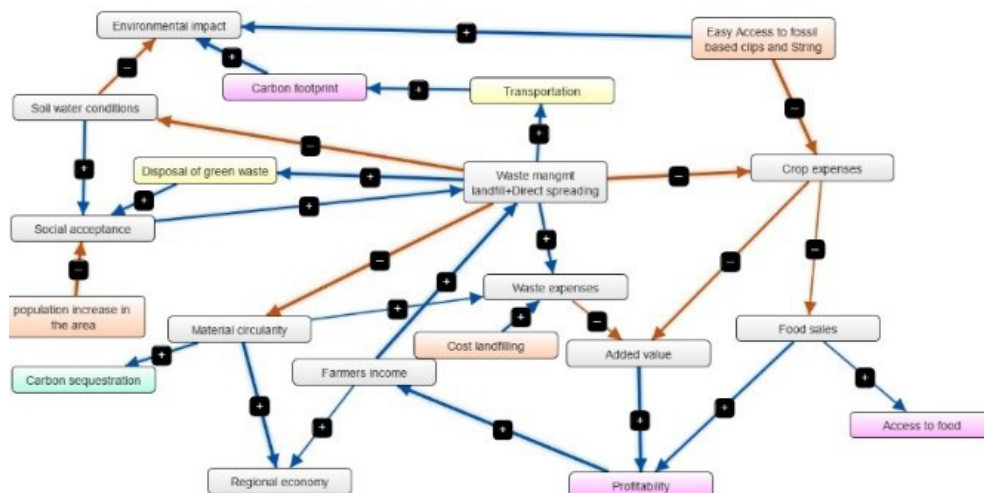 Environmental impact
Easy Access to fossil
based clips and String
+
+
Carbon footprint
+
Transportation
−
Soil water conditions
−
+
−
+
Disposal of green waste
+
Waste mangmt
landfill+Direct spreading
−
Crop expenses
+
+
Social acceptance
−
+
−
−
−
population increase in
the area
+
Waste expenses
+
−
Material circularity
+
Cost landfilling
Food sales
+
Added value
Carbon sequestration
Farmers income
+
+
+
+
+
+
Access to food
Regional economy
Profitability